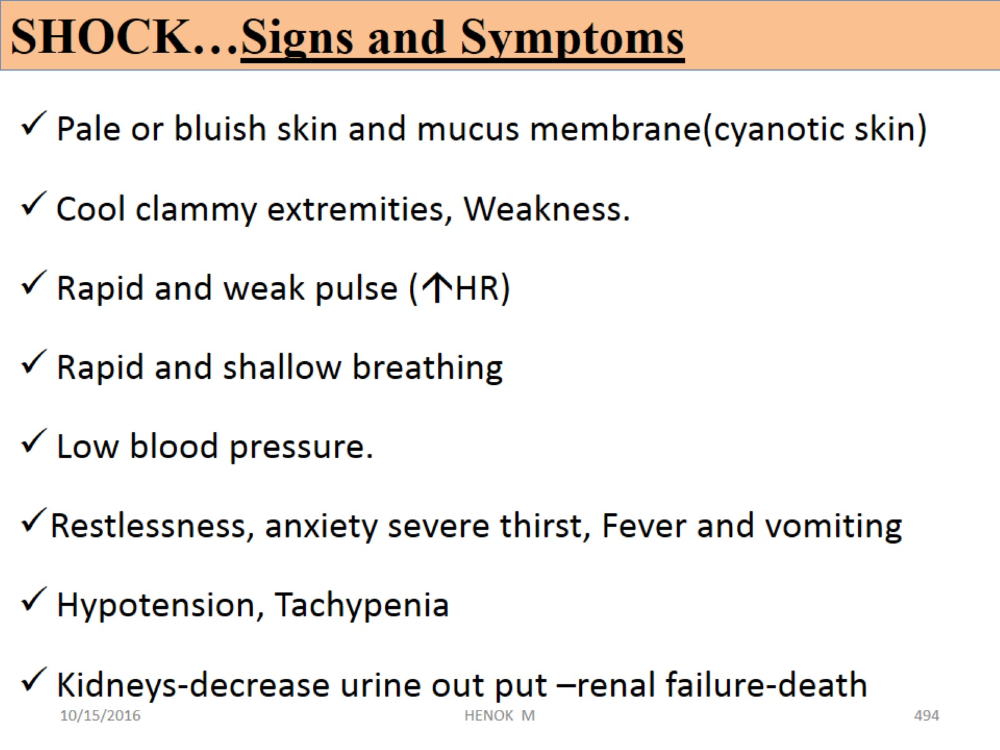 SHOCK…Signs and Symptoms
✓ Pale or bluish skin and mucus membrane(cyanotic skin)
✓ Cool clammy extremities, Weakness.
✓ Rapid and weak pulse (↑HR)
✓ Rapid and shallow breathing
✓ Low blood pressure.
✓Restlessness, anxiety severe thirst, Fever and vomiting
✓ Hypotension, Tachypenia
✓ Kidneys-decrease urine out put –renal failure-death
10/15/2016 HENOK M 494